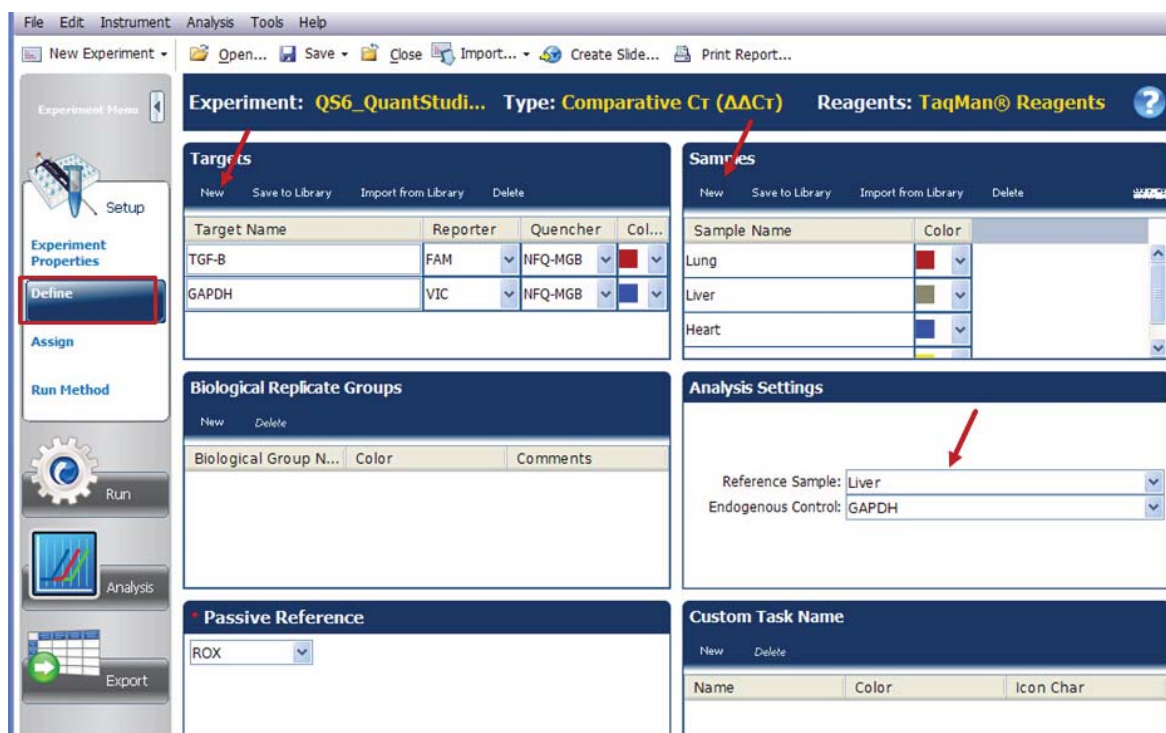 File Edit Instrument Analysis Tools Help
New Experiment Open... Save Close Import... Create Slide... Print Report...
Experiment Menu
Experiment: QS6_QuantStudi... Type: Comparative CT (ΔΔCT) Reagents: TaqMan® Reagents ?
Setup
Experiment Properties
Define
Assign
Run Method
Run
Analysis
Export
Targets
New Save to Library Import from Library Delete
Target Name Reporter Quencher Col...
TGF-B FAM NFQ-MGB
GAPDH VIC NFQ-MGB
Samples
New Save to Library Import from Library Delete
Sample Name Color
Lung
Liver
Heart
Biological Replicate Groups
New Delete
Biological Group N... Color Comments
Analysis Settings
Reference Sample: Liver
Endogenous Control: GAPDH
* Passive Reference
ROX
Custom Task Name
New Delete
Name Color Icon Char